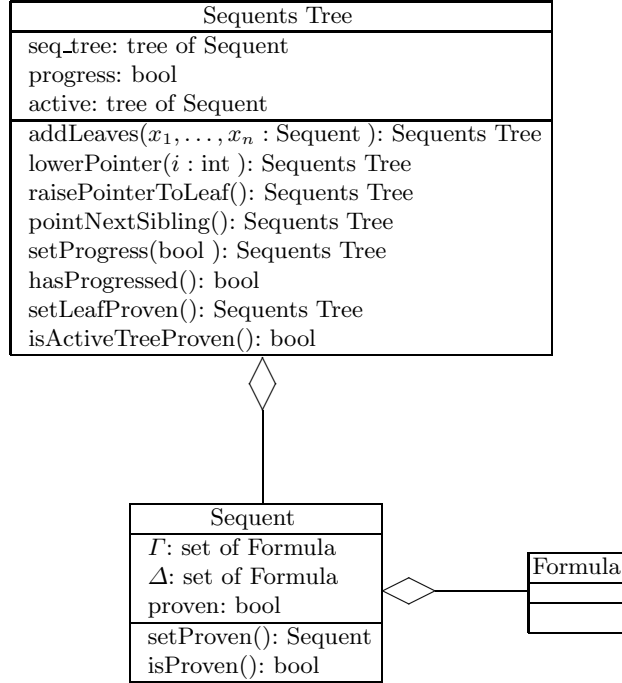 Sequents Tree
seq_tree: tree of Sequent
progress: bool
active: tree of Sequent
addLeaves(x₁, . . . , xₙ : Sequent ): Sequents Tree
lowerPointer(i : int ): Sequents Tree
raisePointerToLeaf(): Sequents Tree
pointNextSibling(): Sequents Tree
setProgress(bool ): Sequents Tree
hasProgressed(): bool
setLeafProven(): Sequents Tree
isActiveTreeProven(): bool
Sequent
Γ: set of Formula
Δ: set of Formula
proven: bool
setProven(): Sequent
isProven(): bool
Formula